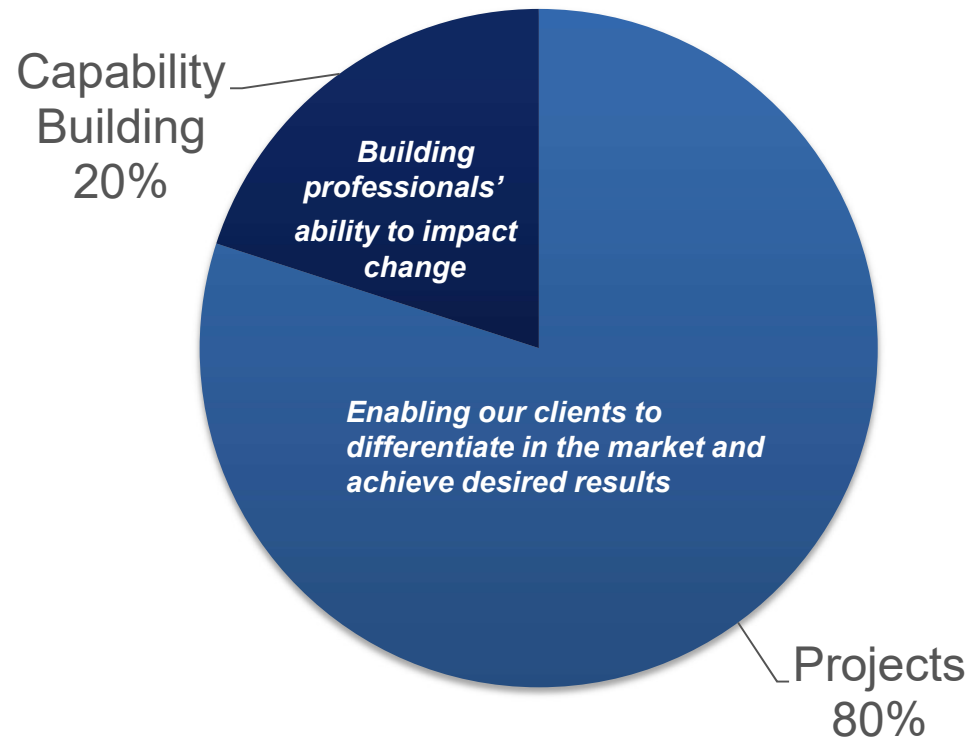 Capability
Building
20%
Building
professionals’
ability to impact
change
Enabling our clients to
differentiate in the market and
achieve desired results
Projects
80%